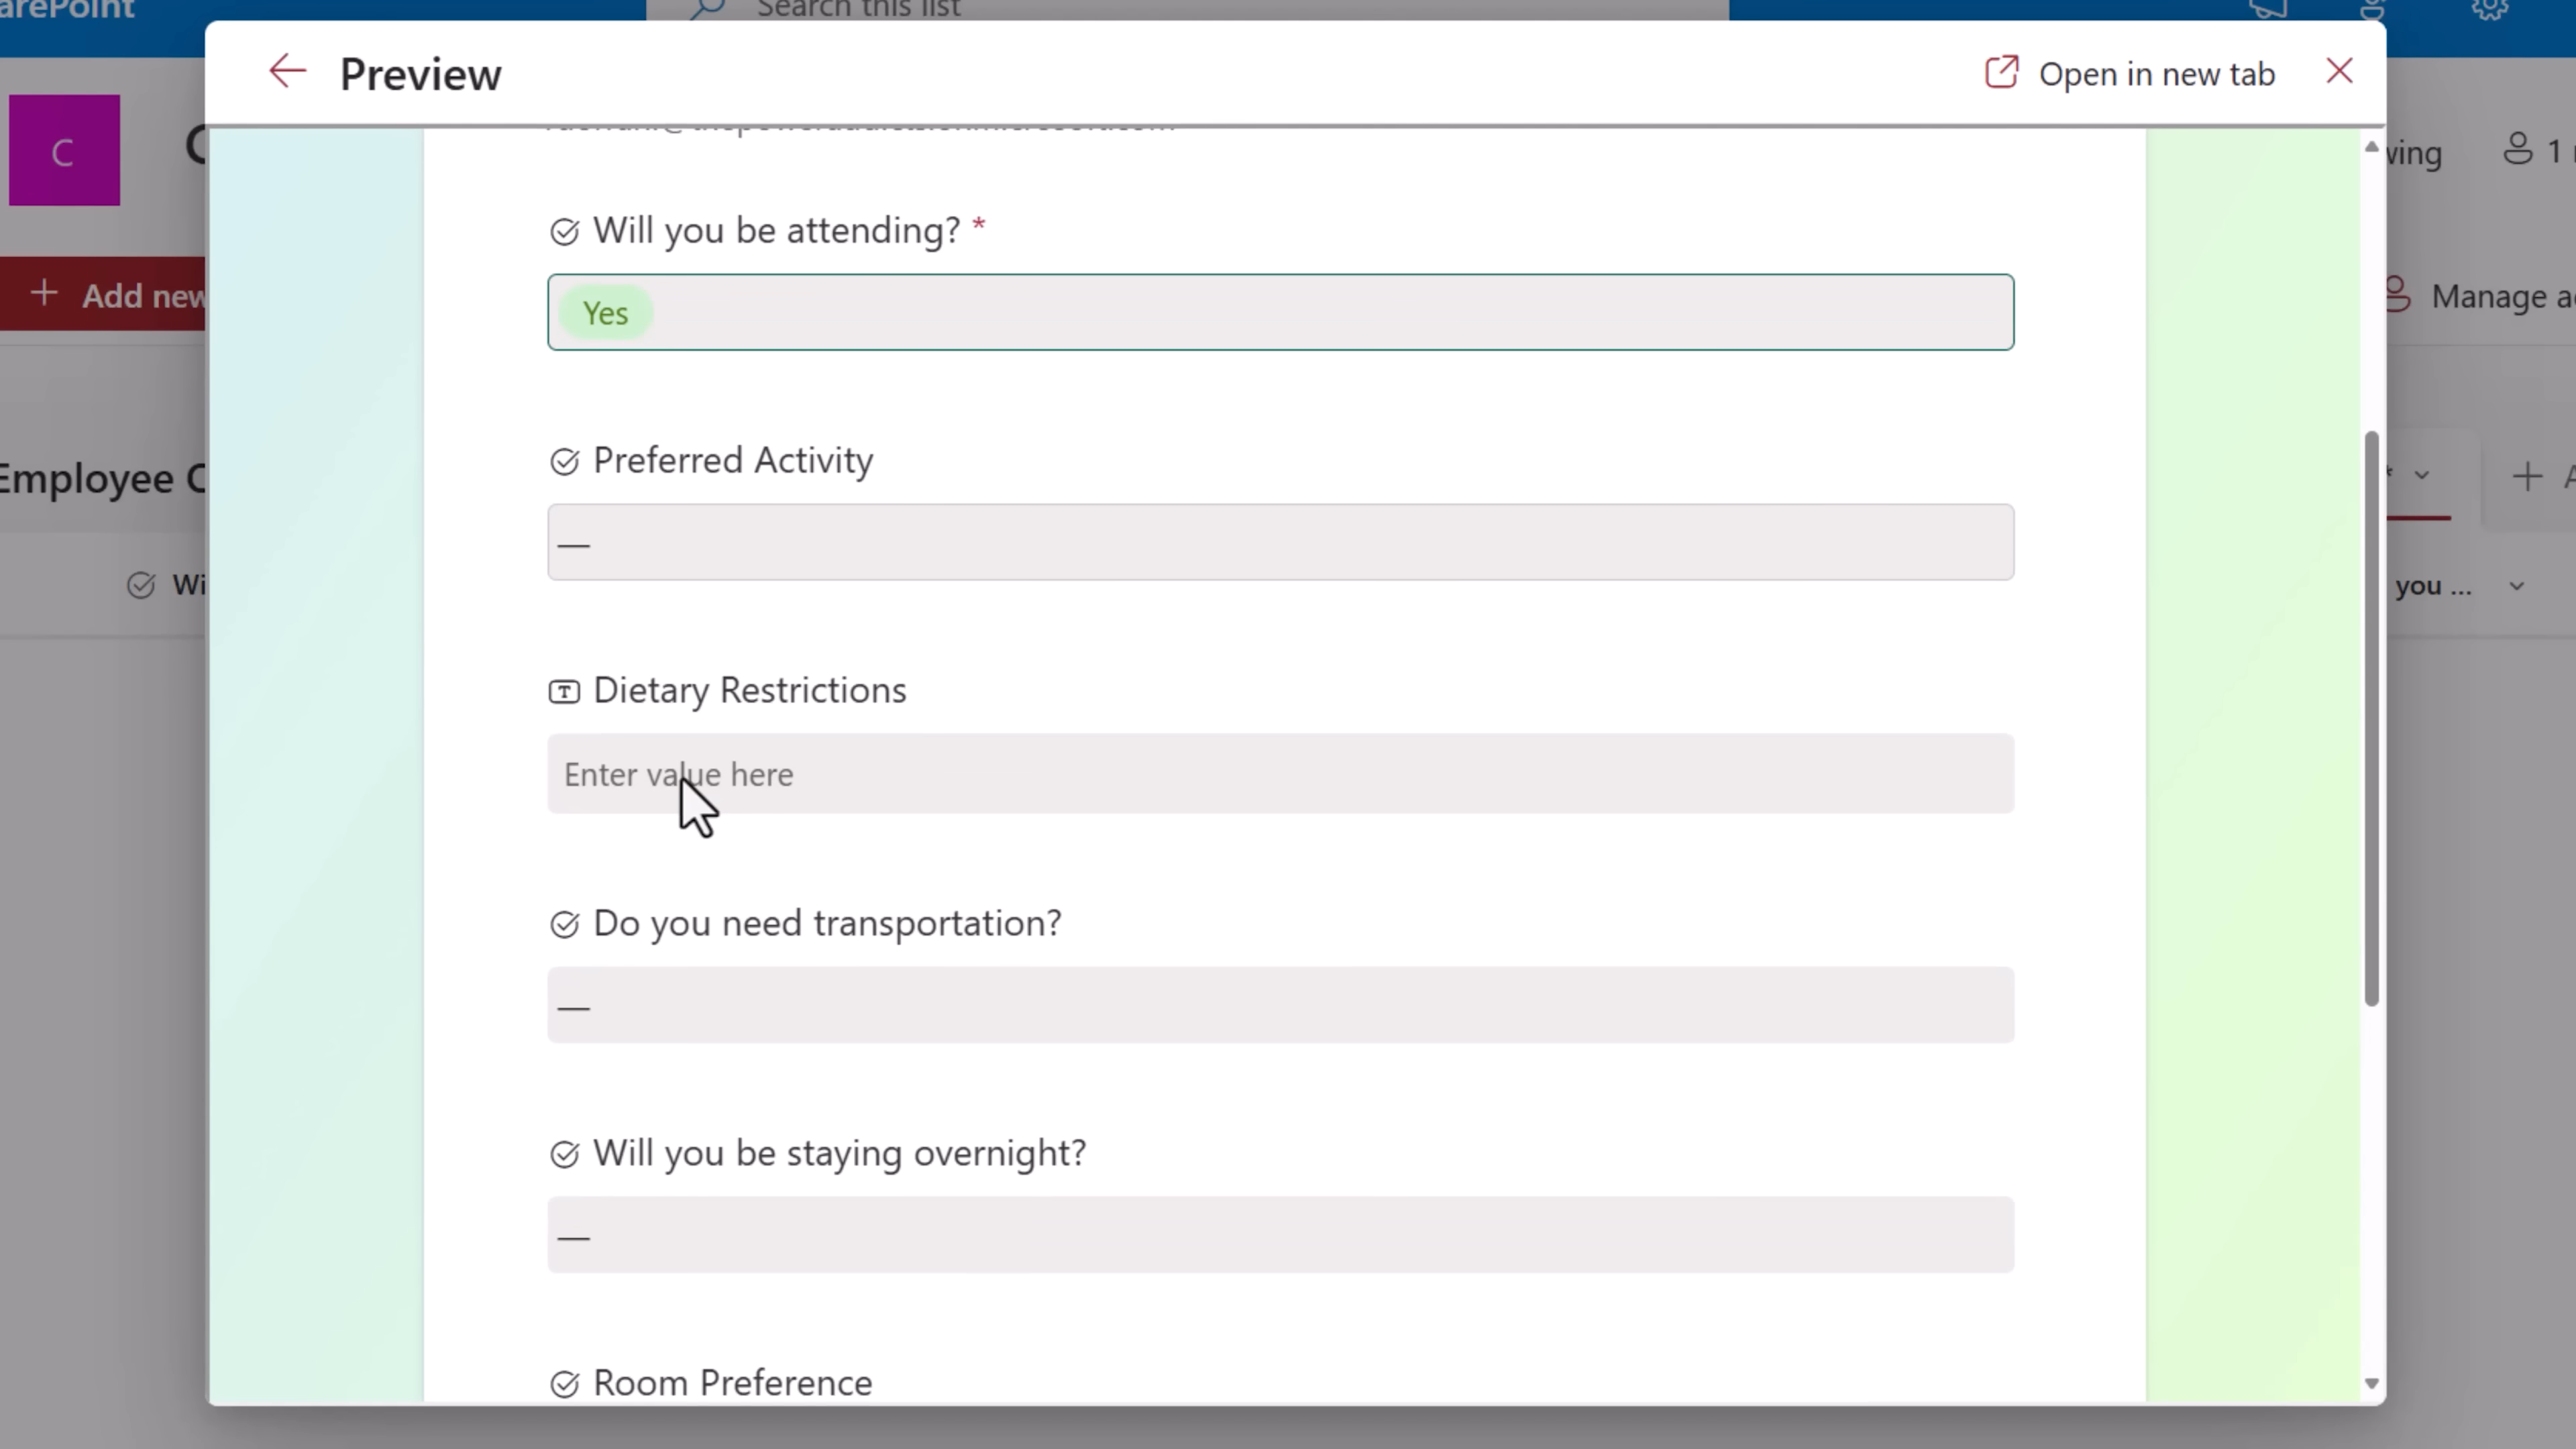 arePoint
Search this list
Preview
Open in new tab
C
wing
1
Add new
Manage a
Employee C
Wi
you ...
Will you be attending? *
Yes
Preferred Activity
—
Dietary Restrictions
Enter value here
Do you need transportation?
—
Will you be staying overnight?
—
Room Preference